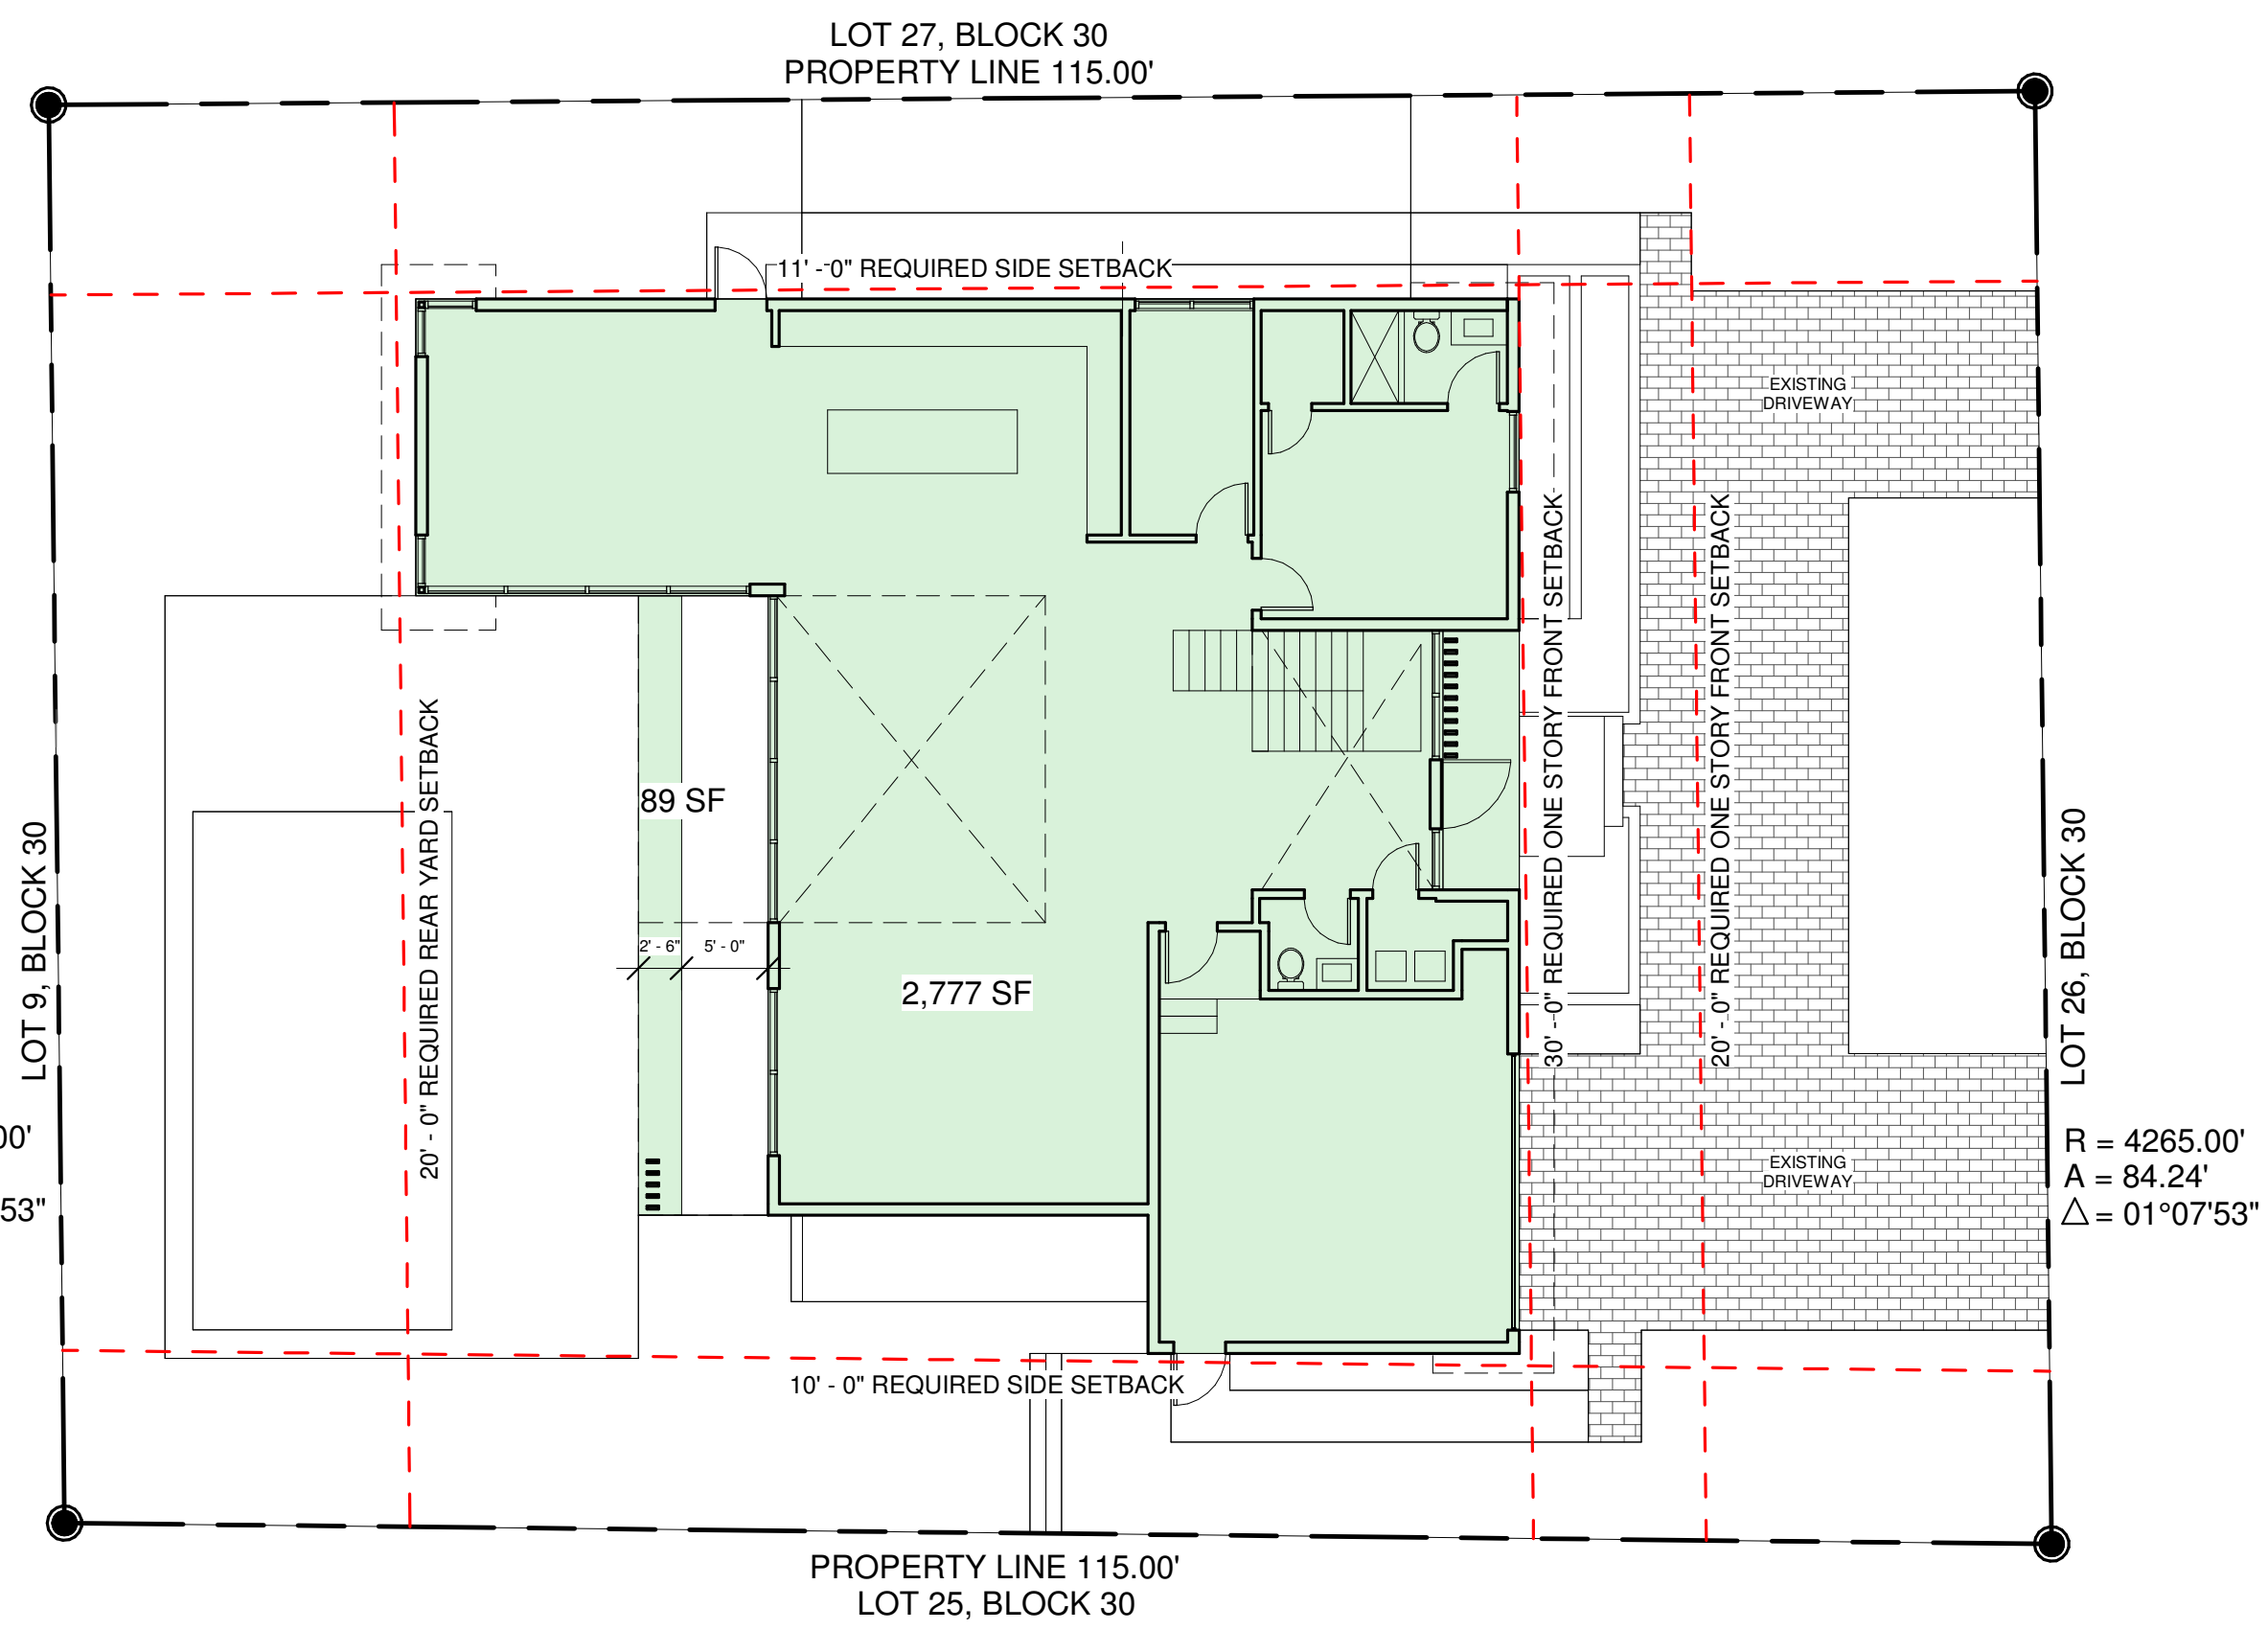 LOT 27, BLOCK 30
PROPERTY LINE 115.00'
11' - 0" REQUIRED SIDE SETBACK
EXISTING
DRIVEWAY
20' - 0" REQUIRED REAR YARD SETBACK
89 SF
2' - 6"
5' - 0"
2,777 SF
30' - 0" REQUIRED ONE STORY FRONT SETBACK
20' - 0" REQUIRED ONE STORY FRONT SETBACK
LOT 9, BLOCK 30
LOT 26, BLOCK 30
00'
53"
EXISTING
DRIVEWAY
R = 4265.00'
A = 84.24'
△ = 01°07'53"
10' - 0" REQUIRED SIDE SETBACK
PROPERTY LINE 115.00'
LOT 25, BLOCK 30